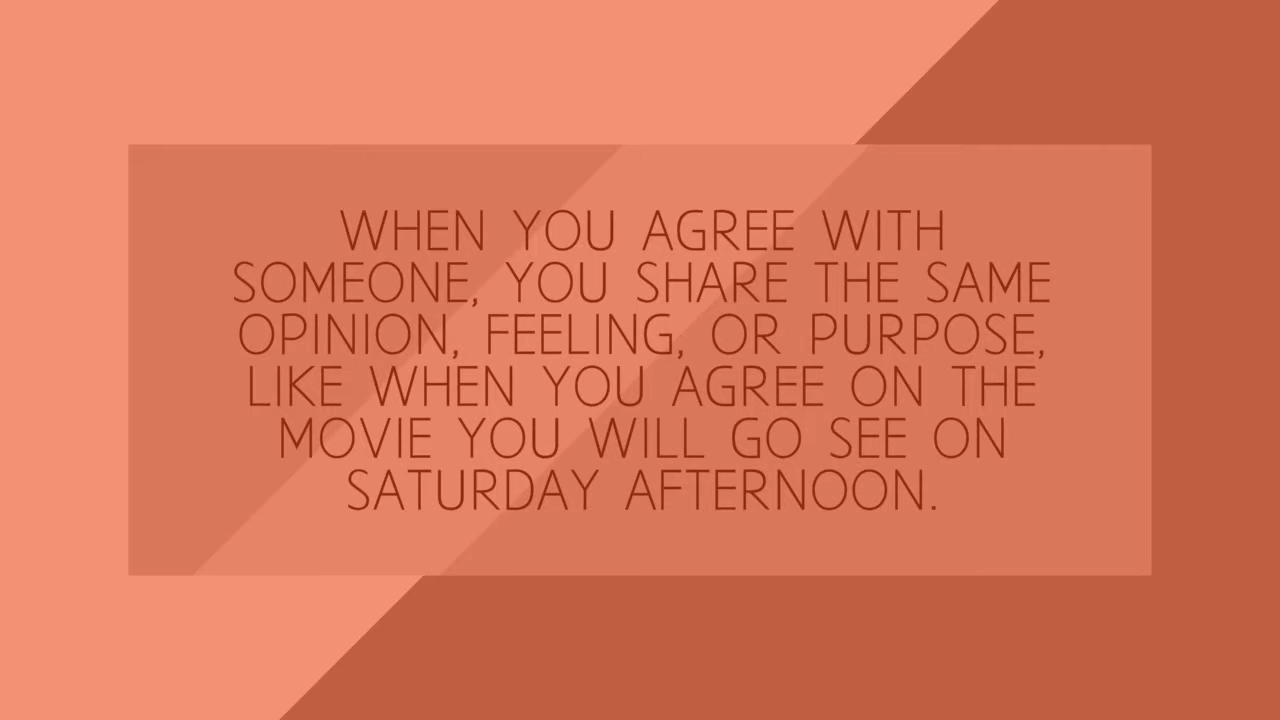 WHEN YOU AGREE WITH
SOMEONE, YOU SHARE THE SAME
OPINION, FEELING, OR PURPOSE,
LIKE WHEN YOU AGREE ON THE
MOVIE YOU WILL GO SEE ON
SATURDAY AFTERNOON.